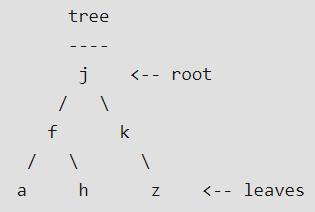 tree
----
j <-- root
/ \
f k
/ \ \
a h z <-- leaves